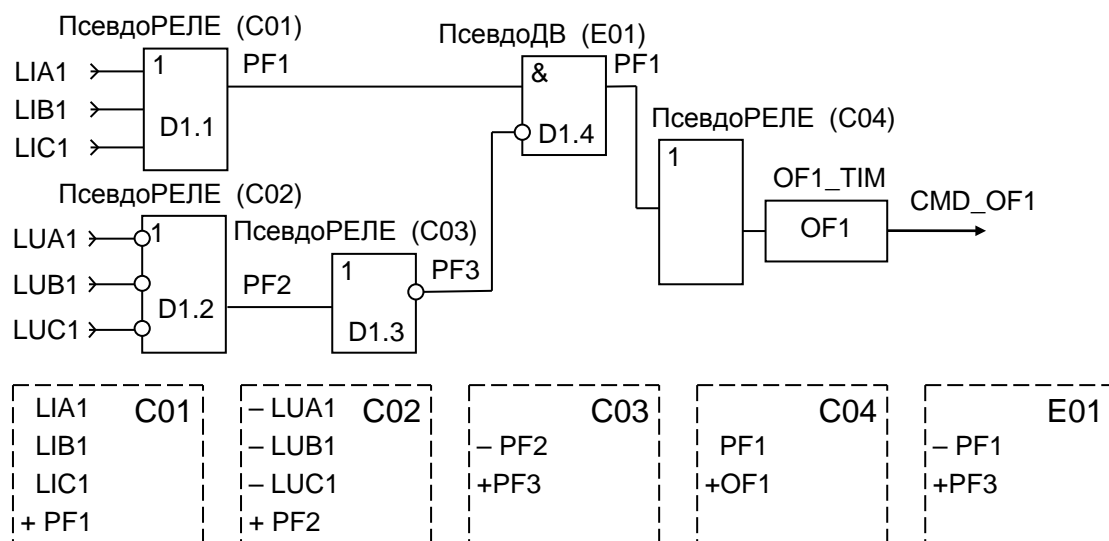 ПсевдоРЕЛЕ (C01)
ПсевдоДВ (E01)
LIA1
1
PF1
&
PF1
LIB1
D1.1
D1.4
ПсевдоРЕЛЕ (C04)
LIC1
1
ПсевдоРЕЛЕ (C02)
OF1_TIM
CMD_OF1
LUA1
1
ПсевдоРЕЛЕ (C03)
OF1
LUB1
PF2
1
PF3
LUC1
D1.2
D1.3
LIA1 C01
LIB1
LIC1
+ PF1
– LUA1 C02
– LUB1
– LUC1
+ PF2
C03
– PF2
+PF3
C04
PF1
+OF1
E01
– PF1
+PF3